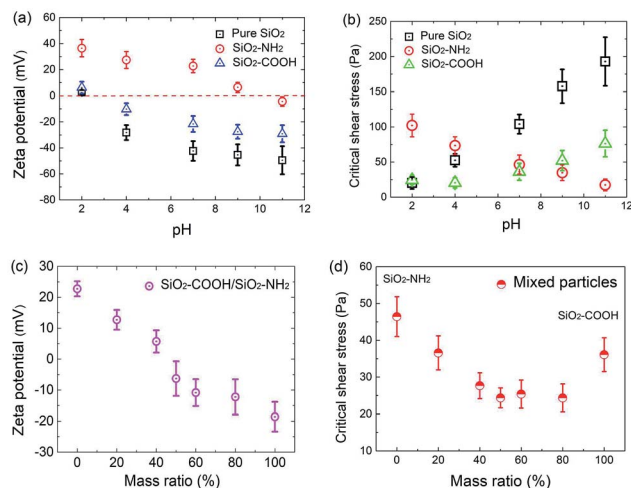 (a)
60
40
20
0
-20
-40
-60
-80
Zeta potential (mV)
2 4 6 8 10 12
pH
Pure SiO₂
SiO₂-NH₂
SiO₂-COOH
(b)
250
200
150
100
50
0
Critical shear stress (Pa)
2 4 6 8 10 12
pH
Pure SiO₂
SiO₂-NH₂
SiO₂-COOH
(c)
30
20
10
0
-10
-20
-30
Zeta potential (mV)
0 20 40 60 80 100
Mass ratio (%)
SiO₂-COOH/SiO₂-NH₂
(d)
60
50
40
30
20
10
Critical shear stress (Pa)
0 20 40 60 80 100
Mass ratio (%)
SiO₂-NH₂
Mixed particles
SiO₂-COOH